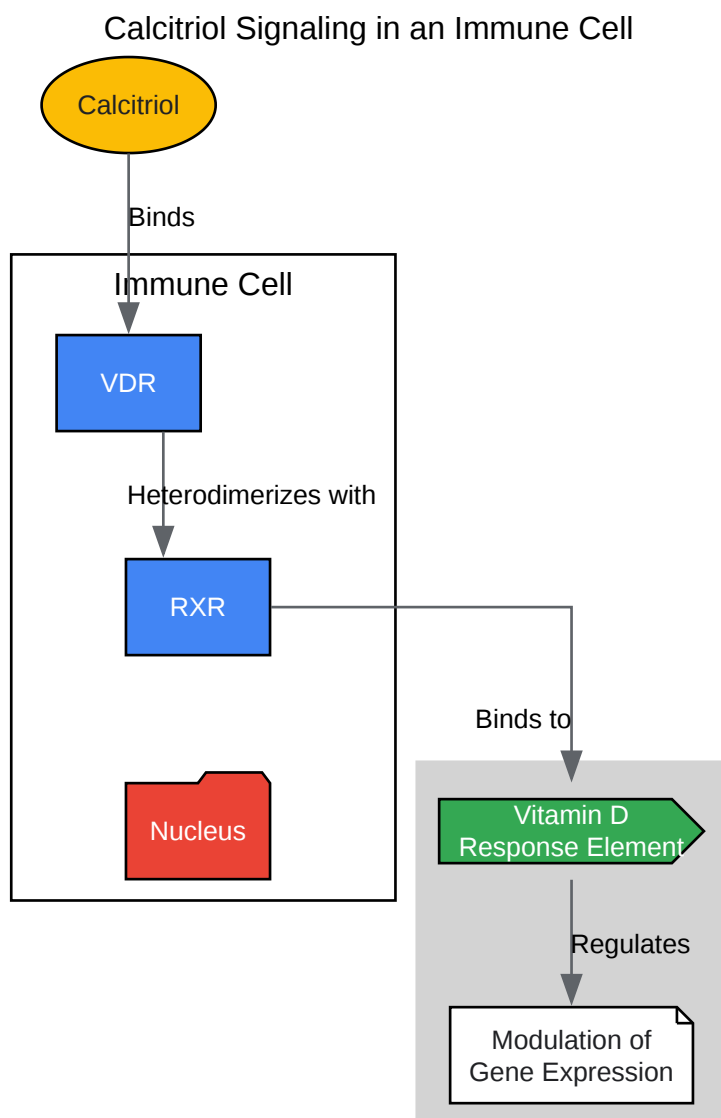 Calcitriol Signaling in an Immune Cell
Calcitriol
Binds
Immune Cell
VDR
Heterodimerizes with
RXR
Binds to
Nucleus
Vitamin D
Response Element
Regulates
Modulation of
Gene Expression